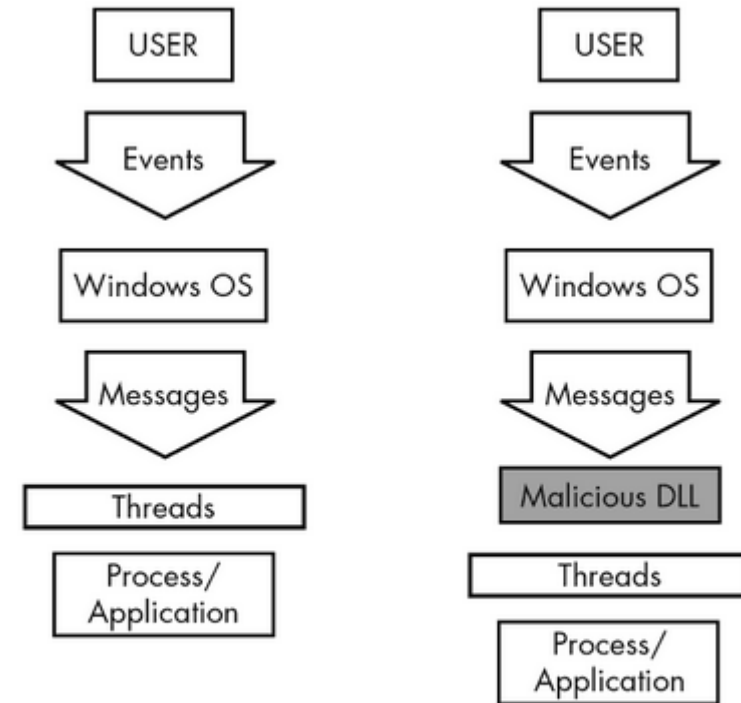 USER
Events
Windows OS
Messages
Threads
Process/
Application
USER
Events
Windows OS
Messages
Malicious DLL
Threads
Process/
Application